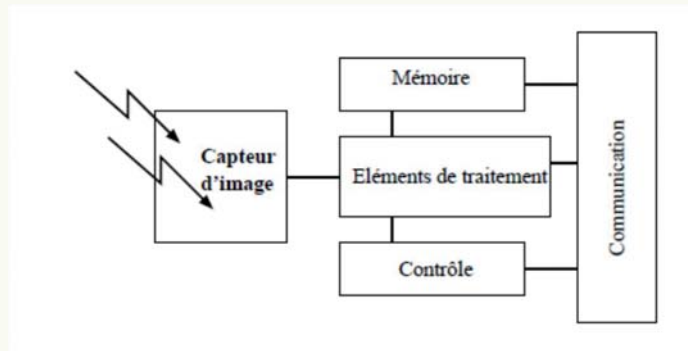 Mémoire
Capteur
d'image
Eléments de traitement
Contrôle
Communication